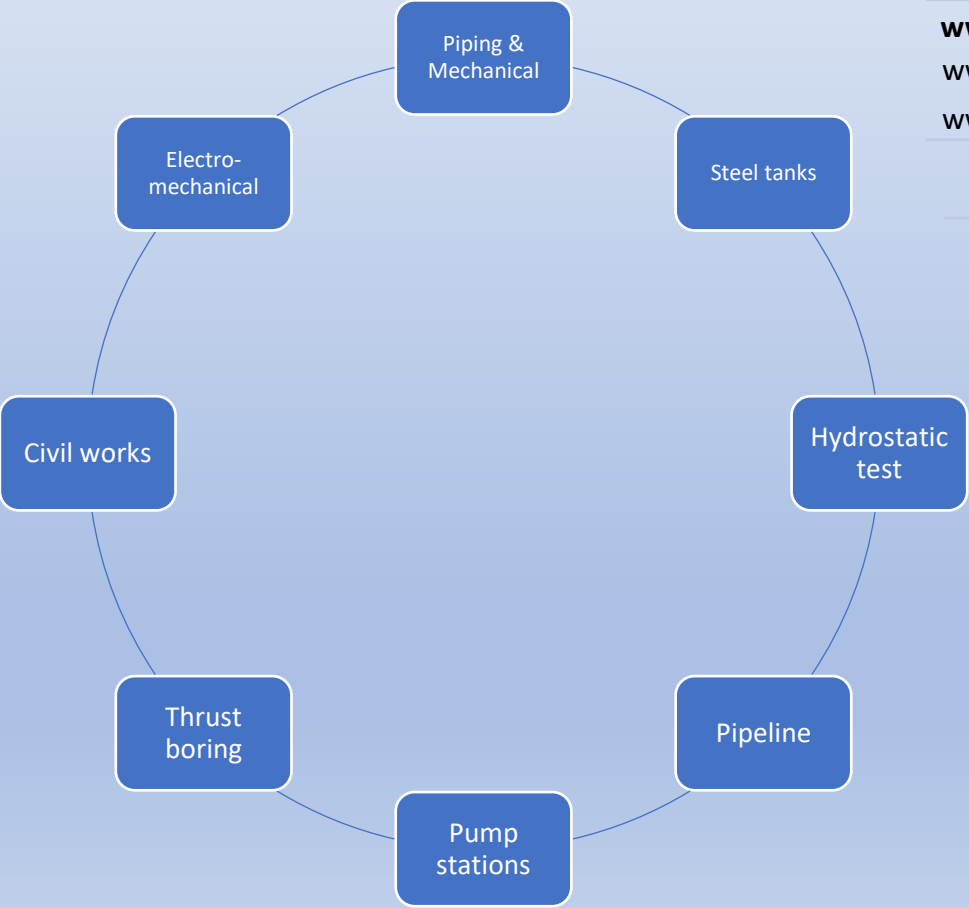 Piping &
Mechanical
Steel tanks
Hydrostatic
test
Pipeline
Pump
stations
Thrust
boring
Civil works
Electro-
mechanical